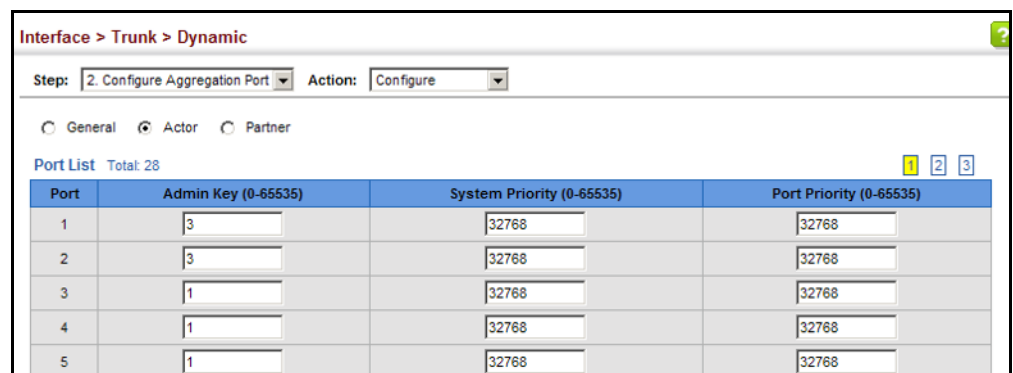 Interface > Trunk > Dynamic ?
Step: 2. Configure Aggregation Port Action: Configure
General Actor Partner
Port List Total: 28 1 2 3
Port Admin Key (0-65535) System Priority (0-65535) Port Priority (0-65535)
1 3 32768 32768
2 3 32768 32768
3 1 32768 32768
4 1 32768 32768
5 1 32768 32768